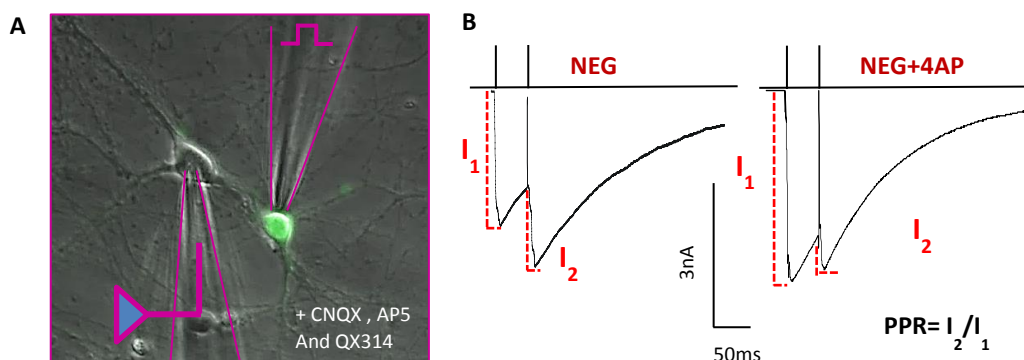 A
+ CNQX , AP5
And QX314
B
NEG
NEG+4AP
I1
I2
I1
I2
3nA
50ms
PPR= I2/I1